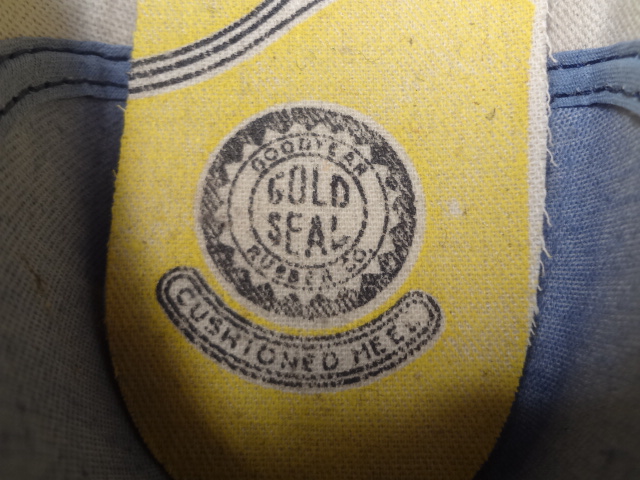 GOODYEAR
GOLD
SEAL
RUBBER CO
CUSHIONED HEEL